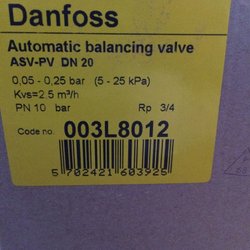 Danfoss
Automatic balancing valve
ASV-PV DN 20
0,05 - 0,25 bar (5 - 25 kPa)
Kvs=2.5 m³/h
PN 10 bar Rp 3/4
Code no. 003L8012
5 702421 603925